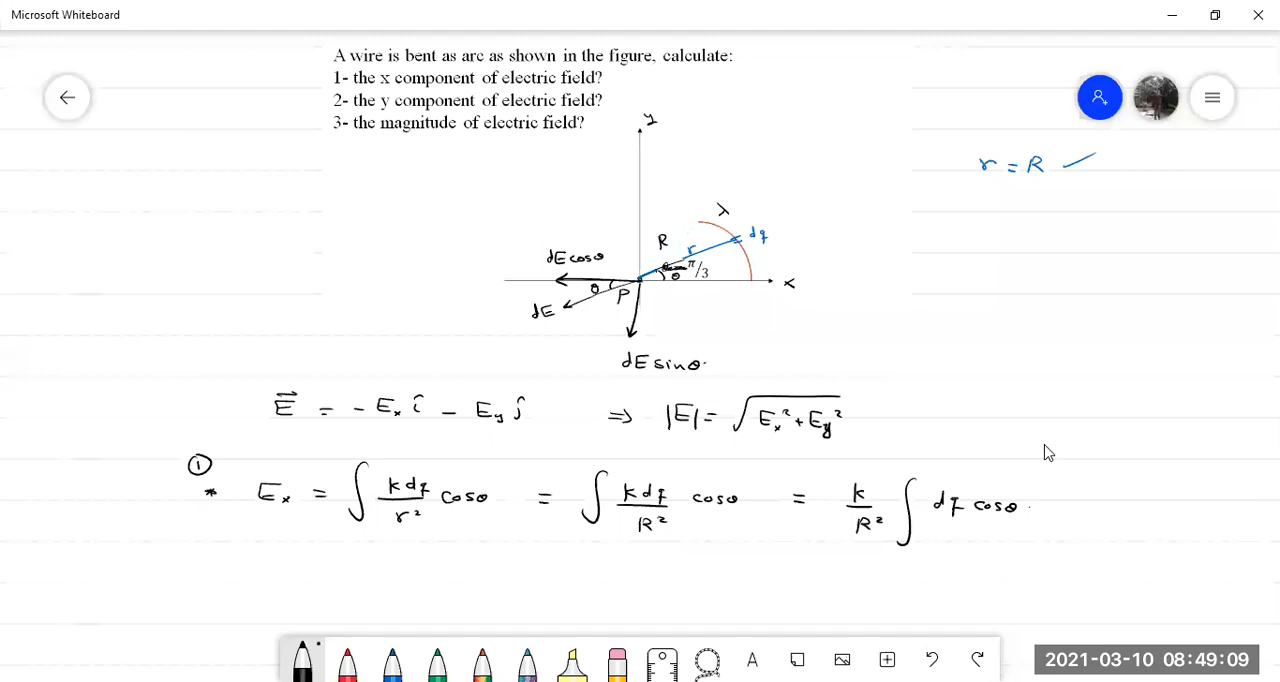 Microsoft Whiteboard
A wire is bent as arc as shown in the figure, calculate:
1- the x component of electric field?
2- the y component of electric field?
3- the magnitude of electric field?
y
r = R
λ
dq
R
r
π/3
θ
x
dE cosθ
θ
P
dE
dE sinθ
E⃗ = - Eₓ î - E_y ĵ ⇒ |E| = √(Eₓ² + E_y²)
①
* Eₓ = ∫ k dq / r² cosθ = ∫ k dq / R² cosθ = k / R² ∫ dq cosθ
A
2021-03-10 08:49:09